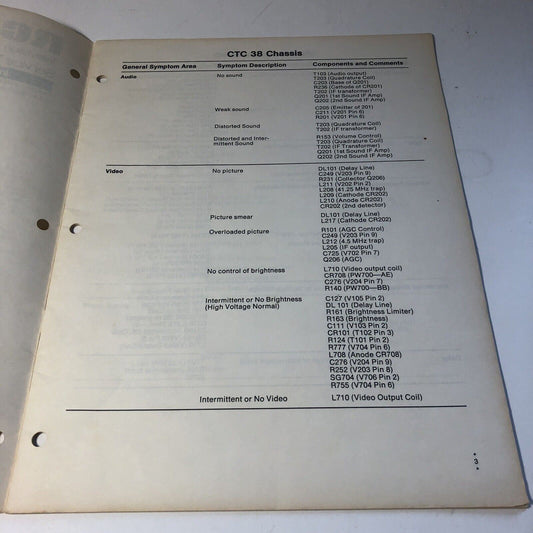 CTC 38 Chassis
General Symptom Area Symptom Description Components and Comments
Audio No sound T103 (Audio output)
T203 (Quadrature Coil)
C203 (Base of Q201)
R236 (Cathode of CR201)
T202 (IF transformer)
Q201 (1st Sound IF Amp)
Q202 (2nd Sound IF Amp)
Weak sound C205 (Emitter of 201)
C211 (V201 Pin 6)
R201 (V201 Pin 6)
Distorted Sound T203 (Quadrature Coil)
T202 (IF transformer)
Distorted and Inter- R153 (Volume Control)
mittent Sound T203 (Quadrature Coil)
T202 (IF Transformer)
Q201 (1st Sound IF Amp)
Q202 (2nd Sound IF Amp)
Video No picture DL101 (Delay Line)
C249 (V203 Pin 9)
R231 (Collector Q206)
L211 (V202 Pin 2)
L208 (41.25 MHz trap)
L209 (Cathode CR202)
L210 (Anode CR202)
CR202 (2nd detector)
Picture smear DL101 (Delay Line)
L217 (Cathode CR202)
Overloaded picture R101 (AGC Control)
C249 (V203 Pin 9)
L212 (4.5 MHz trap)
L205 (IF output)
C725 (V702 Pin 7)
Q206 (AGC)
No control of brightness L710 (Video output coil)
CR708 (PW700—AE)
C276 (V204 Pin 7)
R140 (PW700—BB)
Intermittent or No Brightness C127 (V105 Pin 2)
(High Voltage Normal) DL 101 (Delay Line)
R161 (Brightness Limiter)
R163 (Brightness)
C111 (V103 Pin 2)
CR101 (T102 Pin 3)
R124 (T101 Pin 2)
R777 (V704 Pin 6)
L708 (Anode CR708)
C276 (V204 Pin 9)
R252 (V203 Pin 8)
SG704 (V706 Pin 2)
R755 (V704 Pin 6)
Intermittent or No Video L710 (Video Output Coil)
3